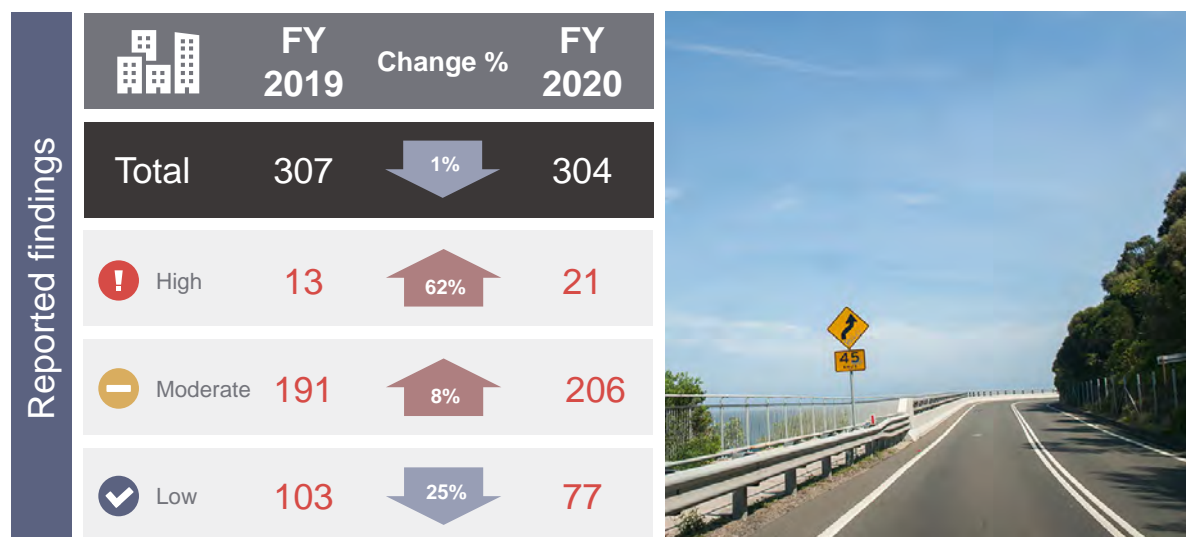 Reported findings
FY 2019
Change %
FY 2020
Total 307 1% 304
High 13 62% 21
Moderate 191 8% 206
Low 103 25% 77
45